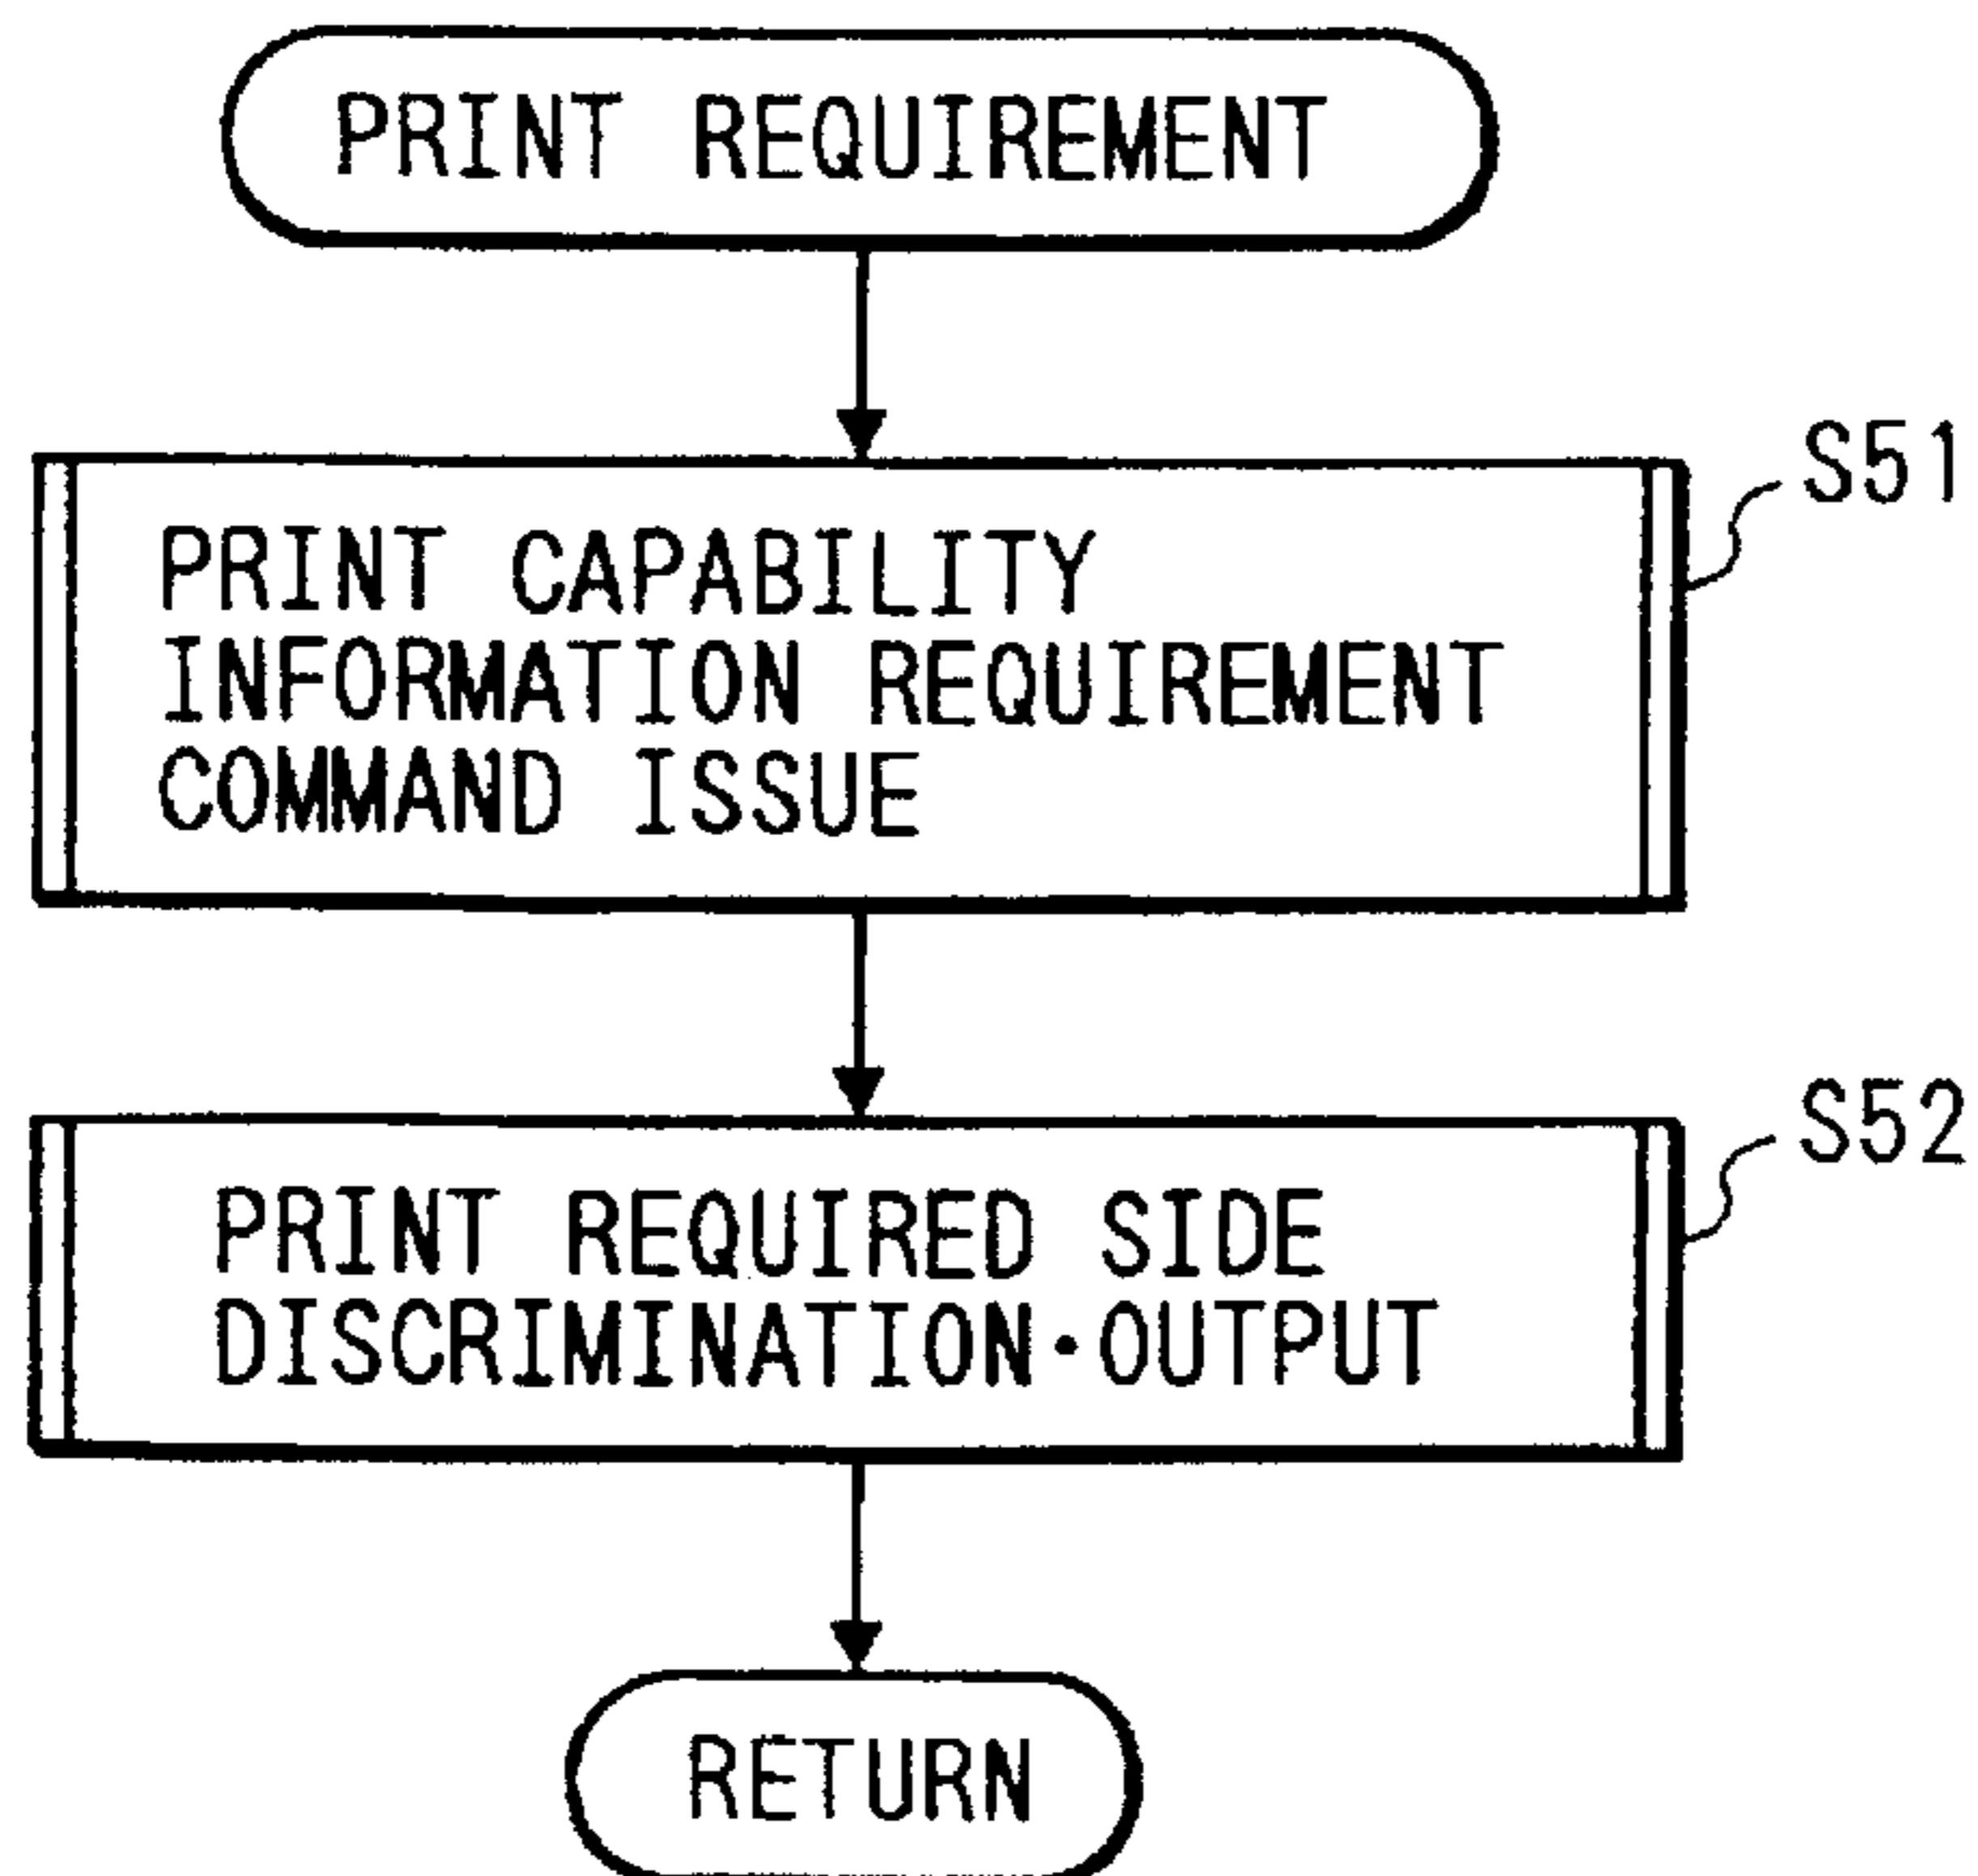 PRINT REQUIREMENT
S51
PRINT CAPABILITY
INFORMATION REQUIREMENT
COMMAND ISSUE
S52
PRINT REQUIRED SIDE
DISCRIMINATION·OUTPUT
RETURN